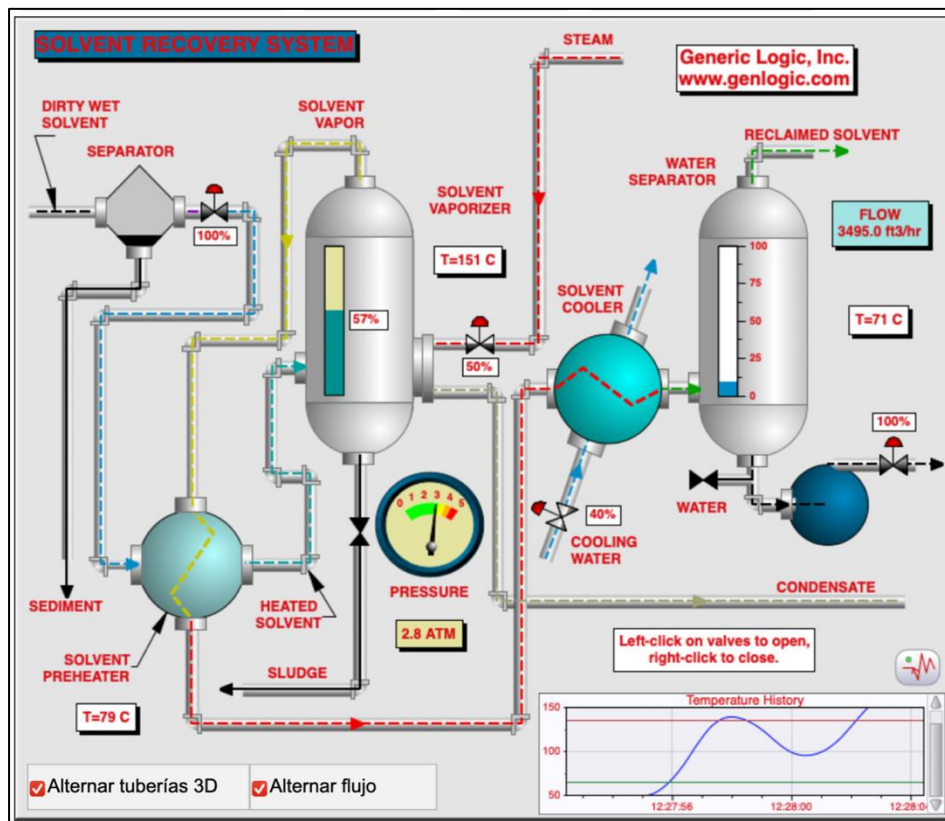 SOLVENT RECOVERY SYSTEM
STEAM
Generic Logic, Inc.
www.genlogic.com
DIRTY WET
SOLVENT
SEPARATOR
SOLVENT
VAPOR
100%
SOLVENT
VAPORIZER
T=151 C
WATER
SEPARATOR
RECLAIMED SOLVENT
FLOW
3495.0 ft3/hr
SOLVENT
COOLER
100
75
50
25
0
T=71 C
57%
50%
100%
0 1 2 3 4 5
40%
COOLING
WATER
WATER
SEDIMENT
HEATED
SOLVENT
PRESSURE
2.8 ATM
CONDENSATE
SOLVENT
PREHEATER
SLUDGE
Left-click on valves to open,
right-click to close.
T=79 C
Temperature History
150
100
50
12:27:56
12:28:00
12:28:04
Alternar tuberías 3D
Alternar flujo